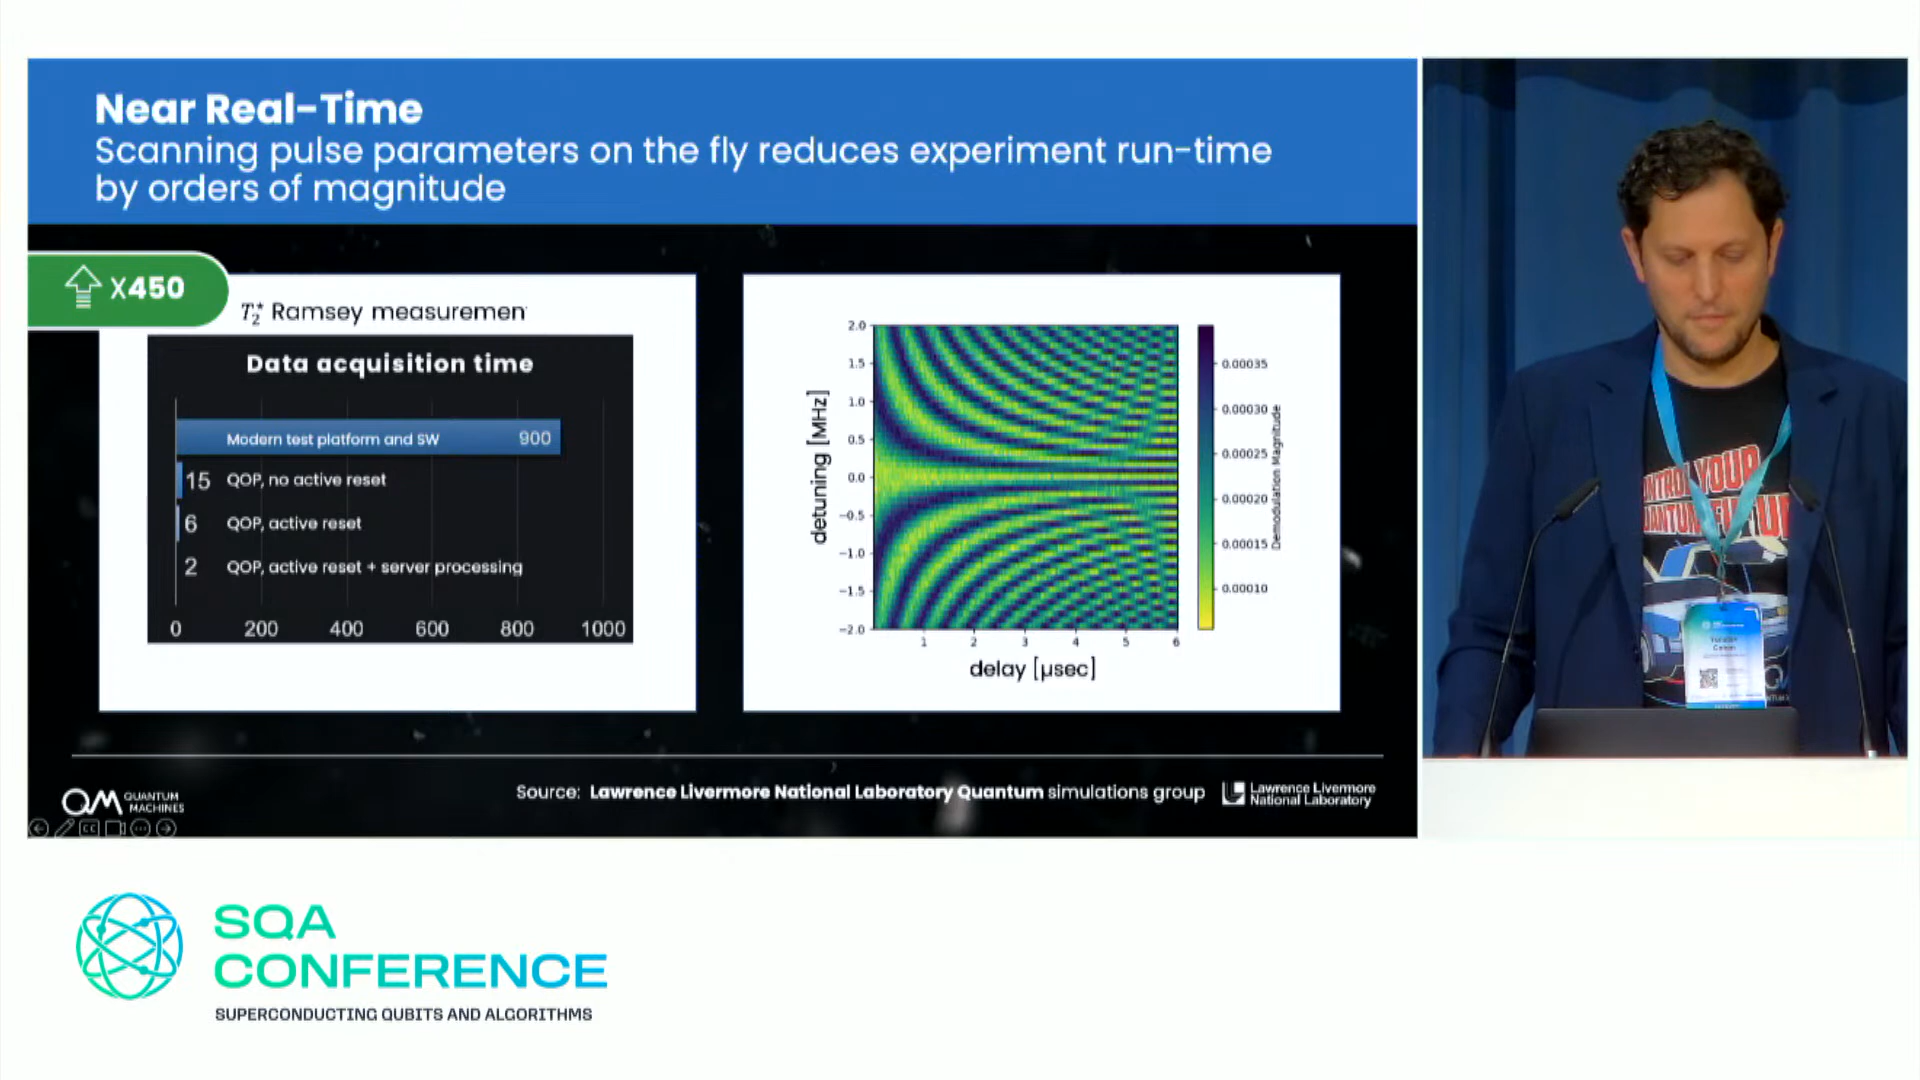 Near Real-Time
Scanning pulse parameters on the fly reduces experiment run-time
by orders of magnitude
X450
T₂* Ramsey measuremen
Data acquisition time
Modern test platform and SW 900
15 QOP, no active reset
6 QOP, active reset
2 QOP, active reset + server processing
0 200 400 600 800 1000
detuning [MHz]
2.0
1.5
1.0
0.5
0.0
−0.5
−1.0
−1.5
−2.0
1 2 3 4 5 6
delay [μsec]
0.00035
0.00030
0.00025
0.00020
0.00015
0.00010
Demodulation Magnitude
QM QUANTUM
MACHINES
Source: Lawrence Livermore National Laboratory Quantum simulations group
Lawrence Livermore
National Laboratory
CC
NTROL YOUR
UANTUM FUTU
SQA
CONFERENCE
SUPERCONDUCTING QUBITS AND ALGORITHMS